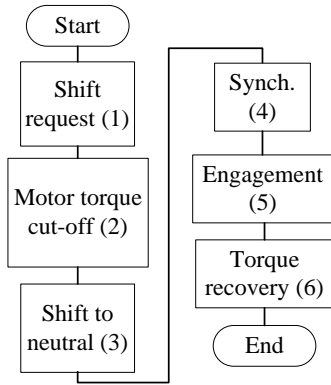 Start
Shift
request (1)
Motor torque
cut-off (2)
Shift to
neutral (3)
Synch.
(4)
Engagement
(5)
Torque
recovery (6)
End